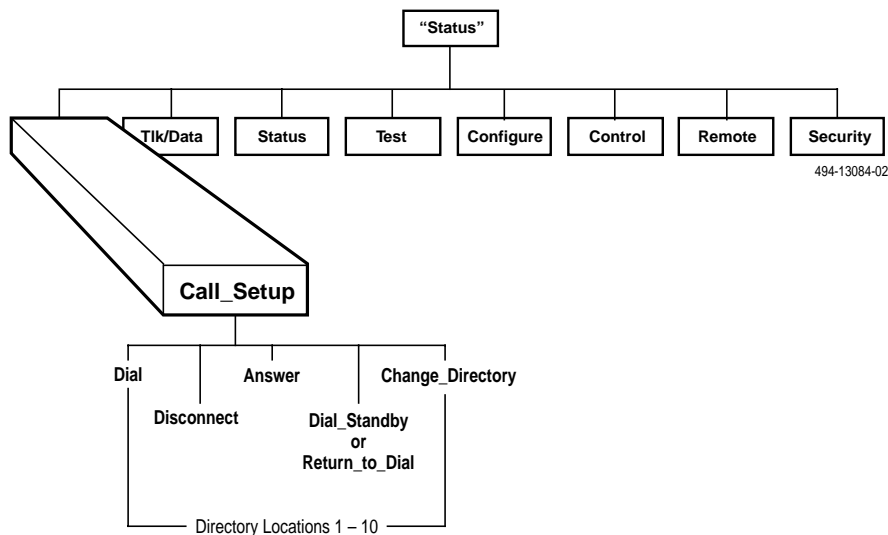 “Status”
Tlk/Data
Status
Test
Configure
Control
Remote
Security
494-13084-02
Call_Setup
Dial
Answer
Change_Directory
Disconnect
Dial_Standby
or
Return_to_Dial
Directory Locations 1 – 10